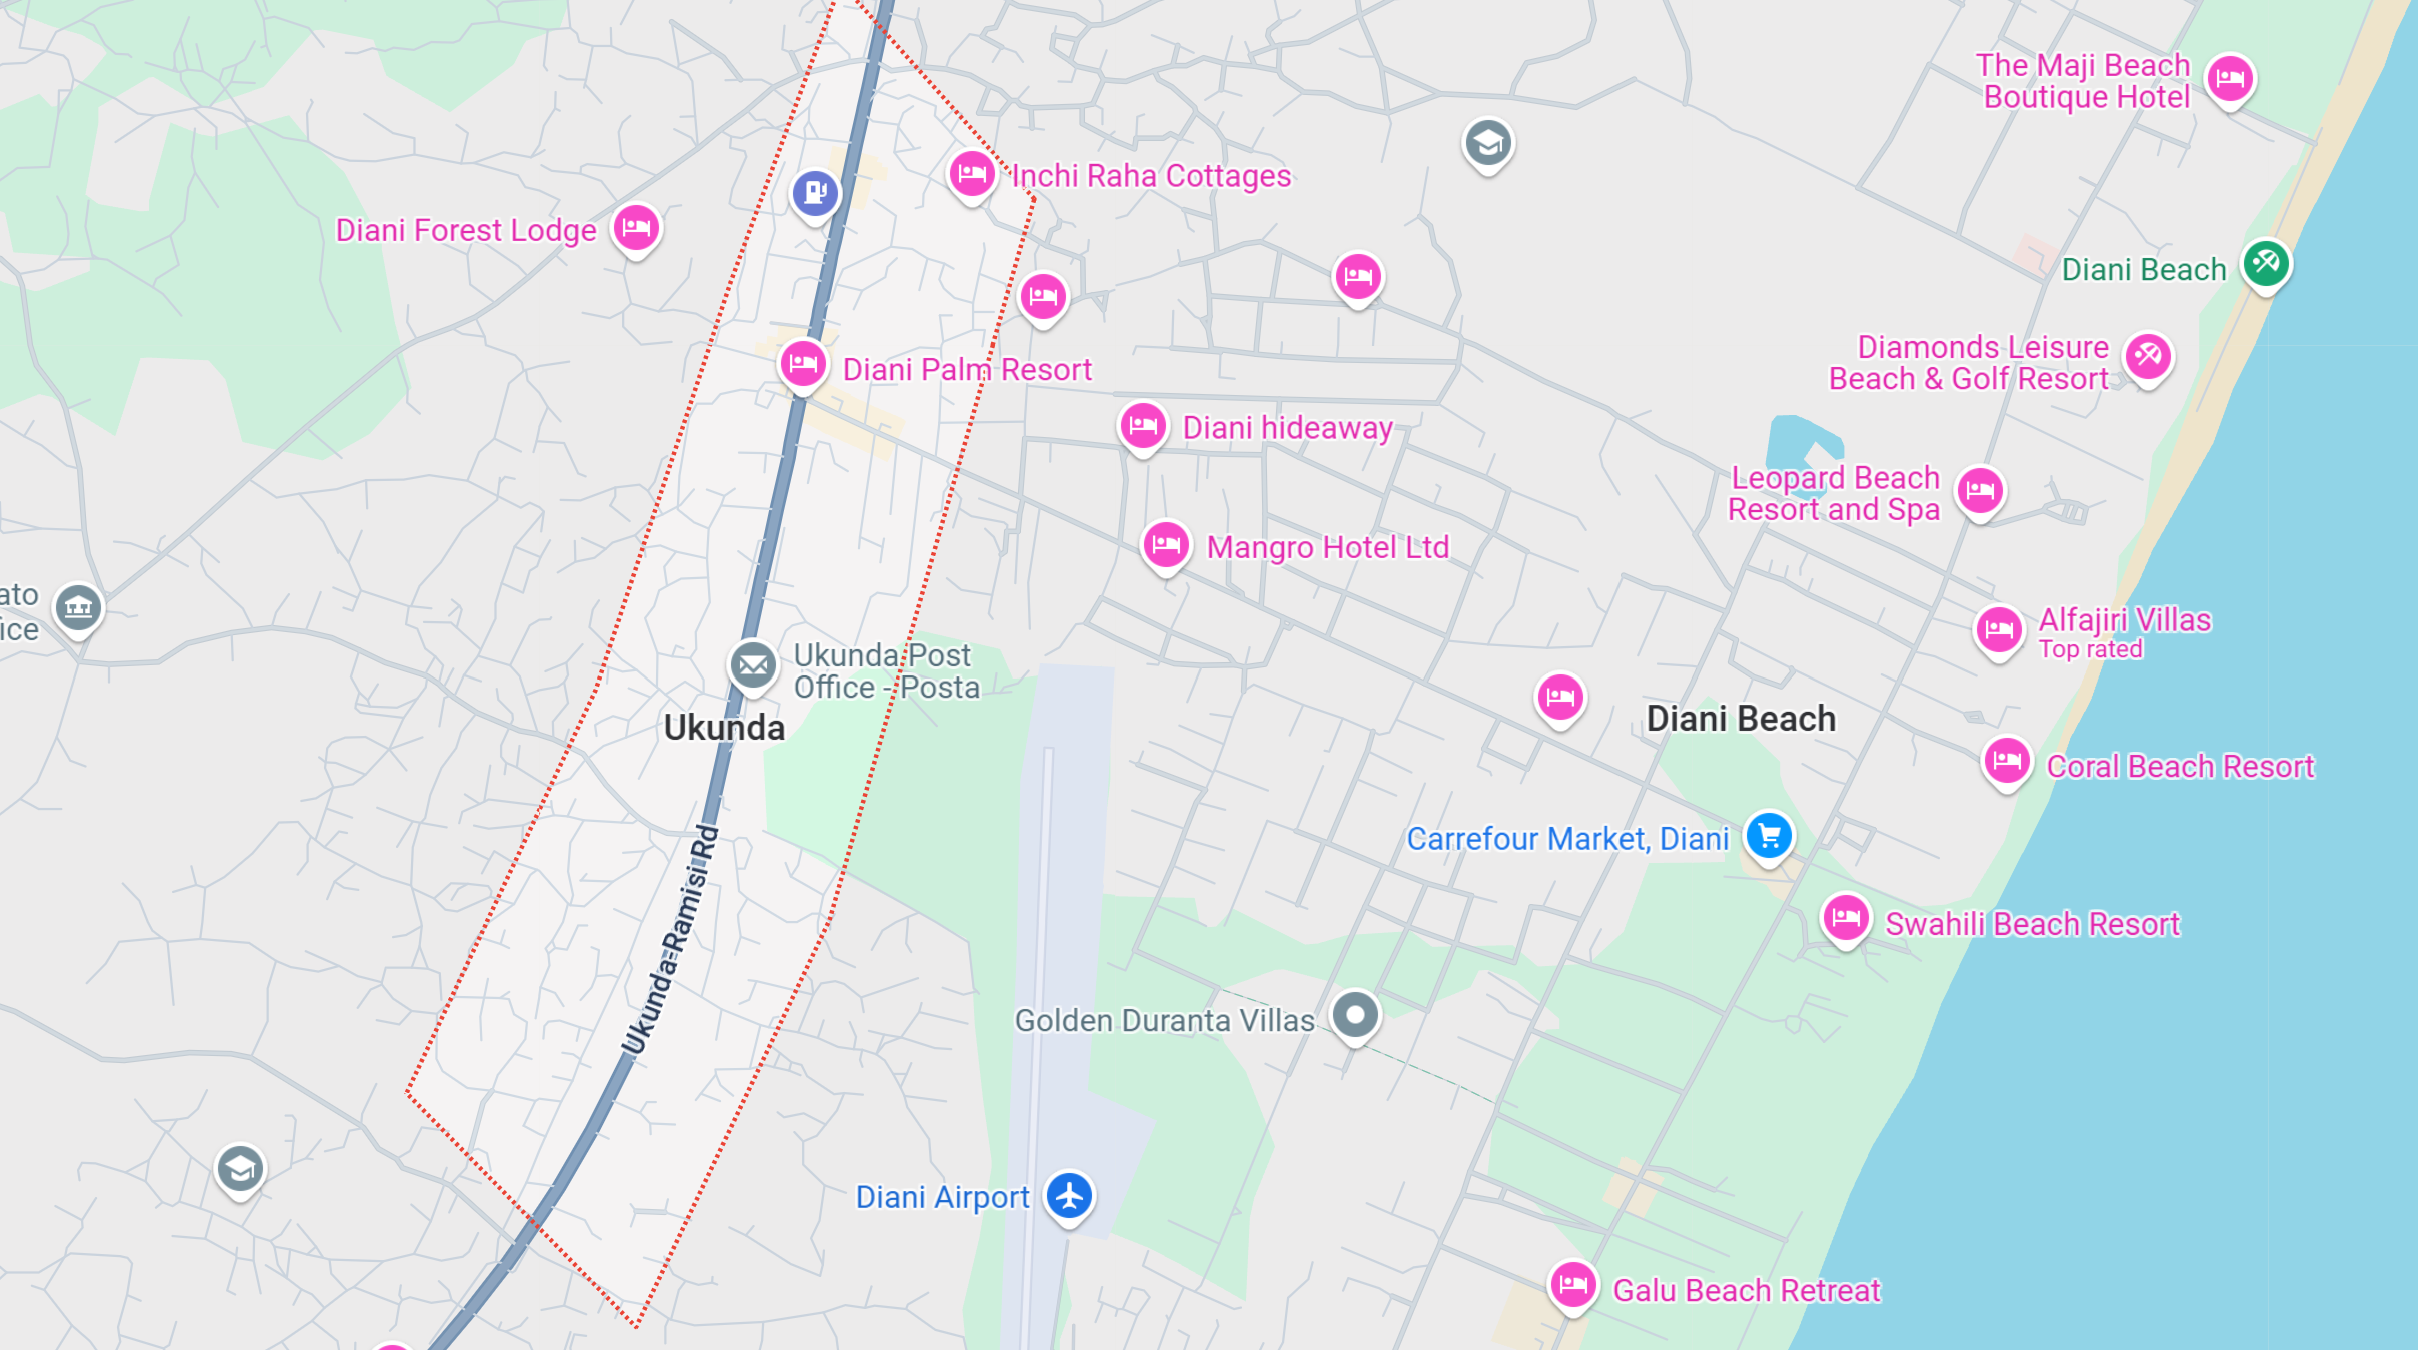 The Maji Beach
Boutique Hotel
Inchi Raha Cottages
Diani Forest Lodge
Diani Beach
Diamonds Leisure
Beach & Golf Resort
Diani Palm Resort
Diani hideaway
Leopard Beach
Resort and Spa
Mangro Hotel Ltd
ato
ice
Alfajiri Villas
Top rated
Ukunda Post
Office - Posta
Ukunda
Diani Beach
Coral Beach Resort
Carrefour Market, Diani
Swahili Beach Resort
Ukunda-Ramisi Rd
Golden Duranta Villas
Diani Airport
Galu Beach Retreat